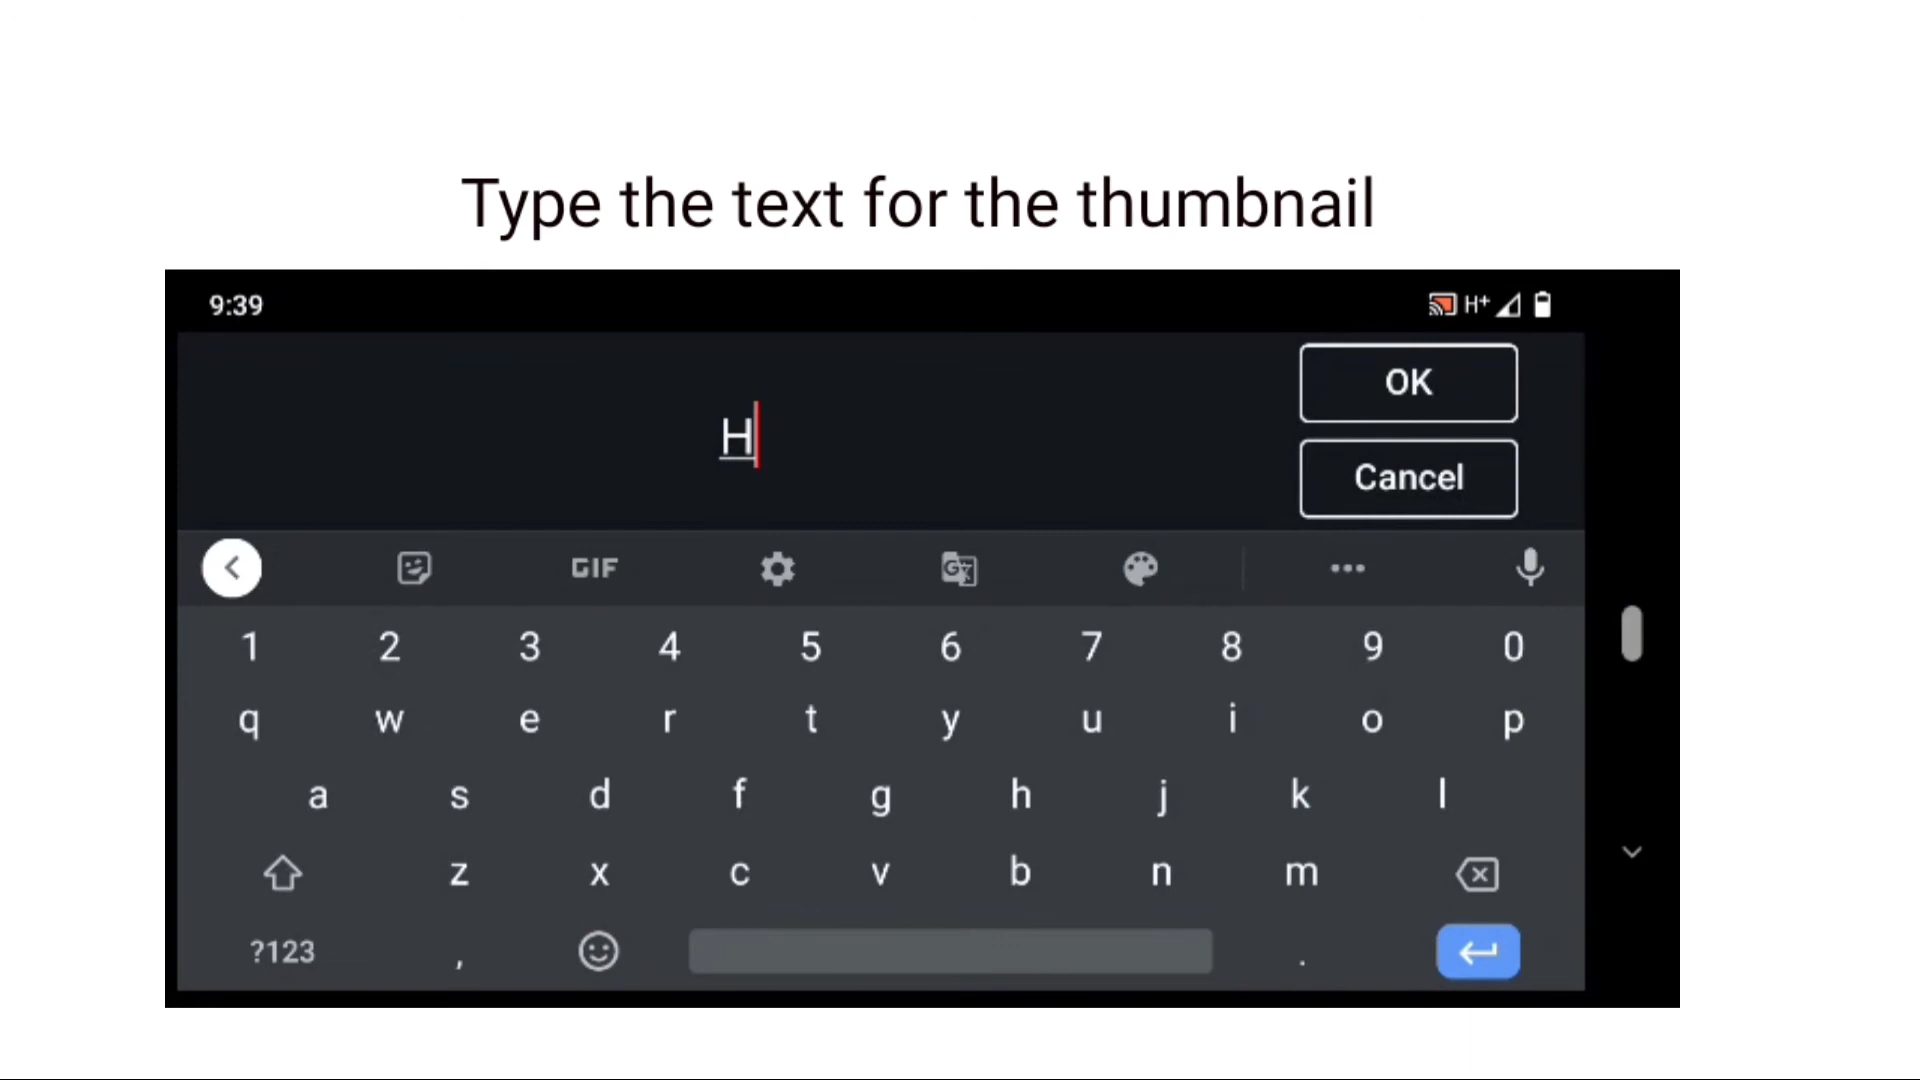 Type the text for the thumbnail
9:39 H+
OK
H
Cancel
GIF G
1 2 3 4 5 6 7 8 9 0
q w e r t y u i o p
a s d f g h j k l
z x c v b n m
?123 , .